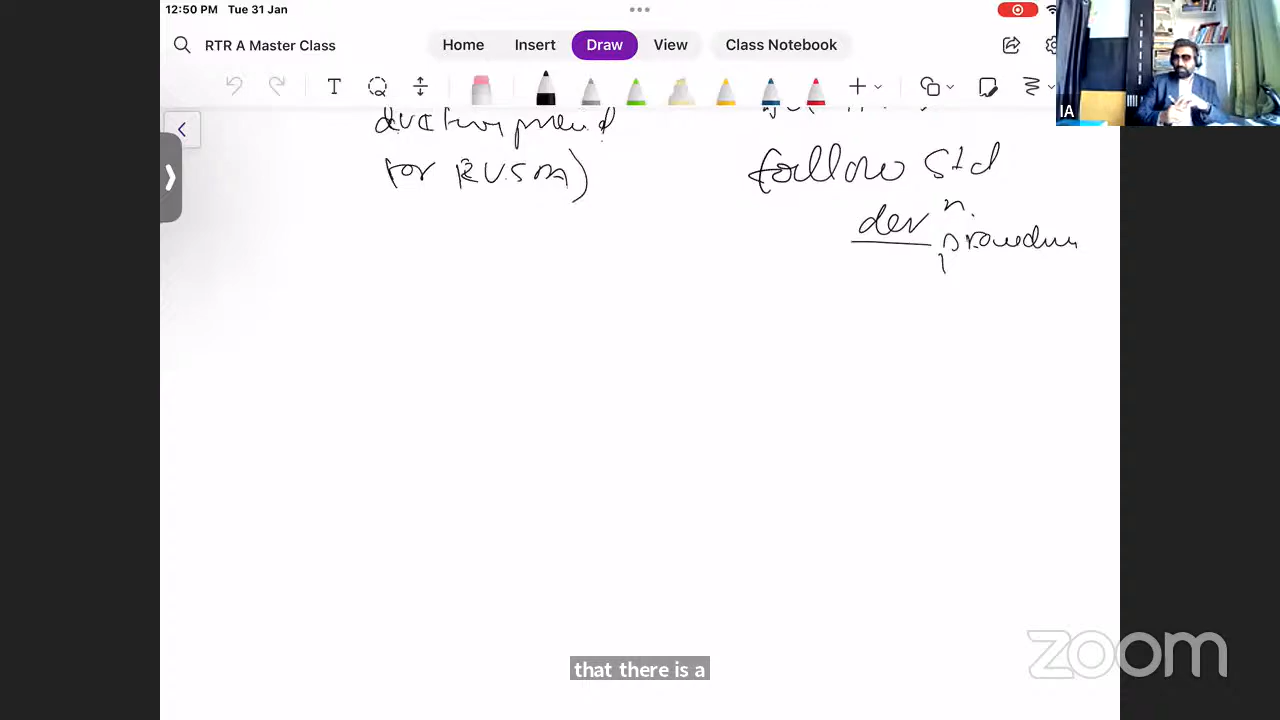 12:50 PM Tue 31 Jan
RTR A Master Class
Home Insert Draw View Class Notebook
T
IA
for RVSM)
follow Std
devn.
procedure
that there is a
zoom